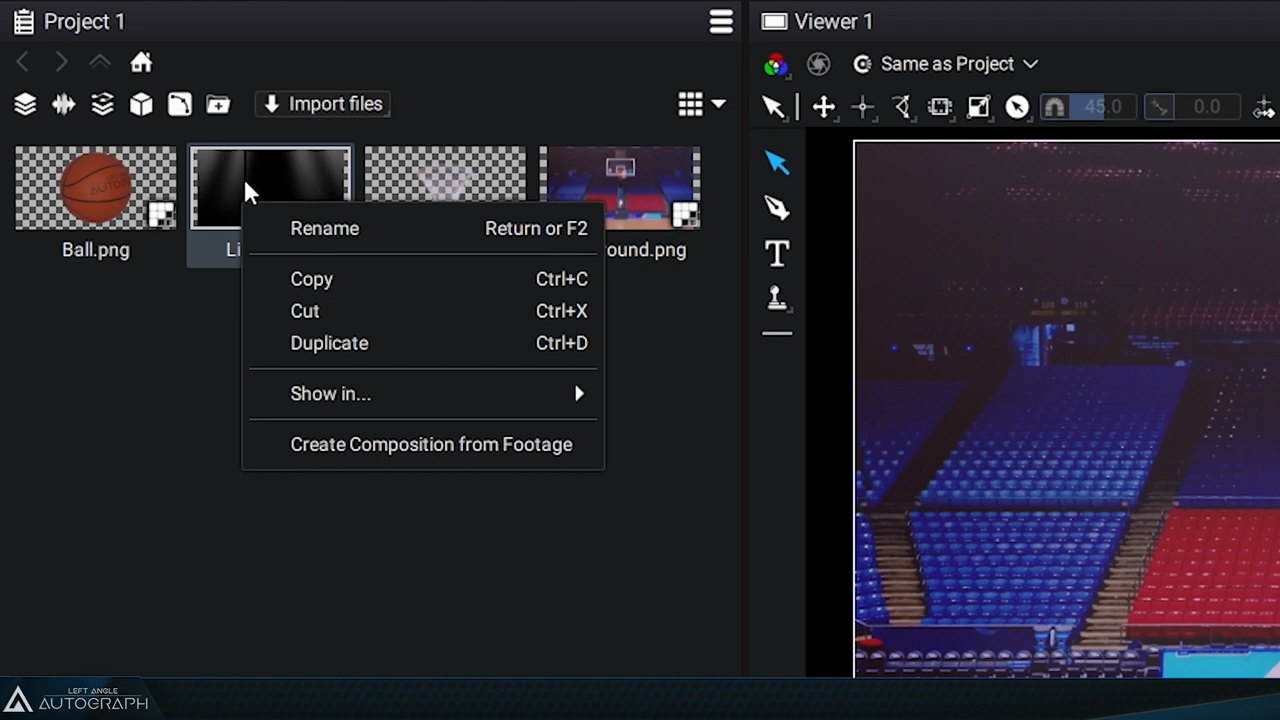 Project 1
Viewer 1
Same as Project
Import files
45.0
0.0
Ball.png
Li
ound.png
Rename Return or F2
Copy Ctrl+C
Cut Ctrl+X
Duplicate Ctrl+D
Show in...
Create Composition from Footage
T
LEFT ANGLE
AUTOGRAPH